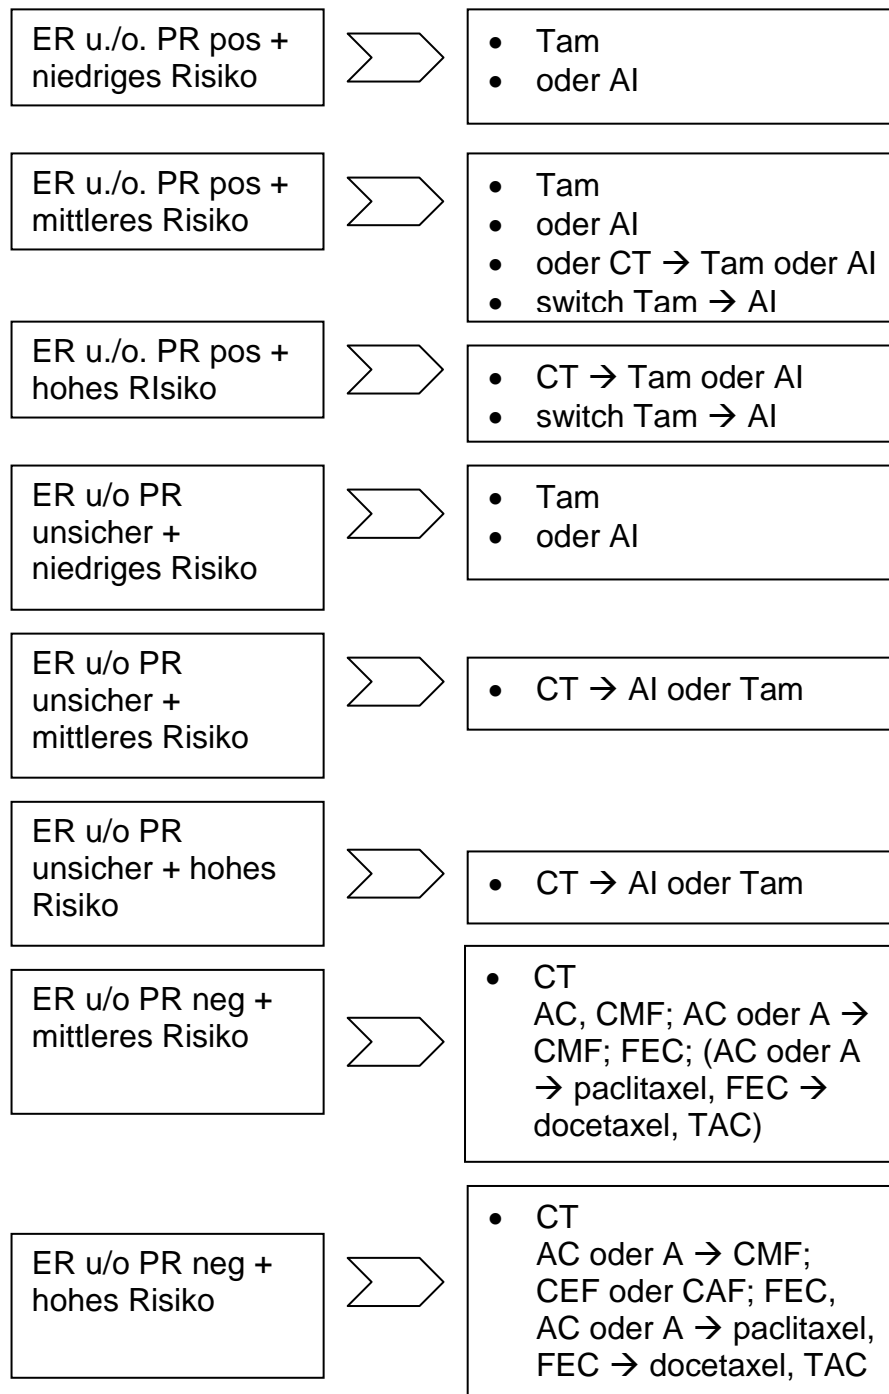 ER u./o. PR pos +
niedriges Risiko
• Tam
• oder AI
ER u./o. PR pos +
mittleres Risiko
• Tam
• oder AI
• oder CT → Tam oder AI
• switch Tam → AI
ER u./o. PR pos +
hohes RIsiko
• CT → Tam oder AI
• switch Tam → AI
ER u/o PR
unsicher +
niedriges Risiko
• Tam
• oder AI
ER u/o PR
unsicher +
mittleres Risiko
• CT → AI oder Tam
ER u/o PR
unsicher + hohes
Risiko
• CT → AI oder Tam
ER u/o PR neg +
mittleres Risiko
• CT
AC, CMF; AC oder A →
CMF; FEC; (AC oder A
→ paclitaxel, FEC →
docetaxel, TAC)
ER u/o PR neg +
hohes Risiko
• CT
AC oder A → CMF;
CEF oder CAF; FEC,
AC oder A → paclitaxel,
FEC → docetaxel, TAC